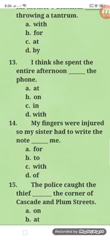 throwing a tantrum.
a. with
b. for
c. at
d. by
13. I think she spent the
entire afternoon ______ the
phone.
a. at
b. on
c. in
d. with
14. My fingers were injured
so my sister had to write the
note ______ me.
a. for
b. to
c. with
d. of
15. The police caught the
thief ______ the corner of
Cascade and Plum Streets.
a. on
b. at